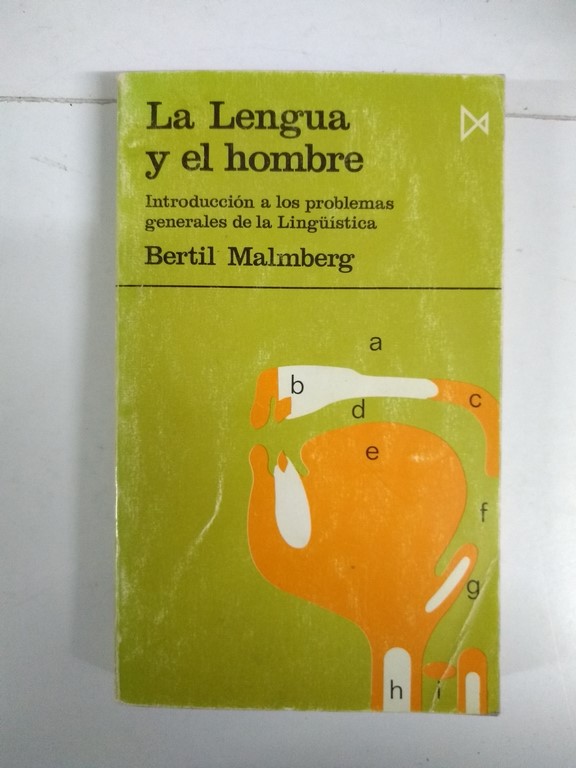 La Lengua
y el hombre
Introducción a los problemas
generales de la Lingüística
Bertil Malmberg
a
b
c
d
e
f
g
h
i